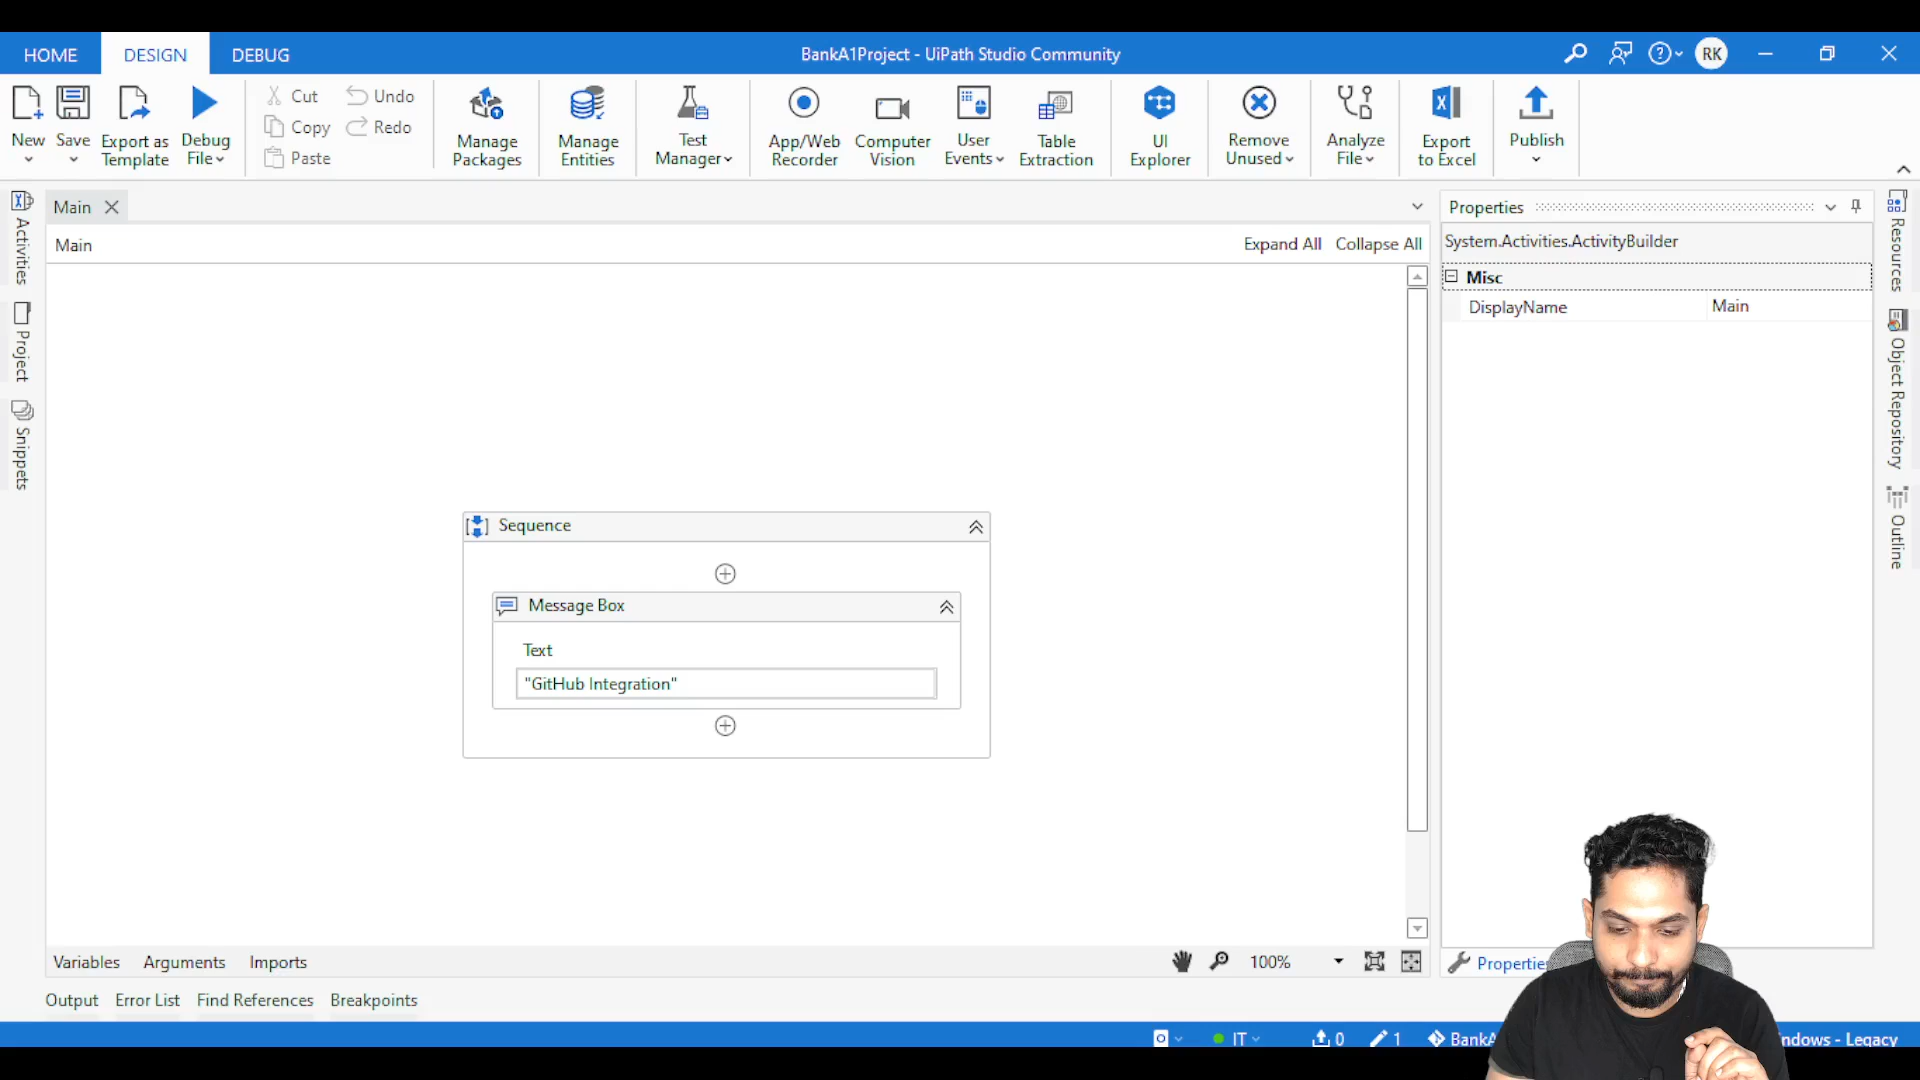 HOME DESIGN DEBUG BankA1Project - UiPath Studio Community RK
New Save Export as Template Debug File Cut Undo
Copy Redo
Paste
Manage Packages Manage Entities Test Manager App/Web Recorder Computer Vision User Events Table Extraction UI Explorer Remove Unused Analyze File Export to Excel Publish
Main
Main Expand All Collapse All
Activities
Project
Snippets
Sequence
Message Box
Text
"GitHub Integration"
Variables Arguments Imports 100%
Output Error List Find References Breakpoints
Properties
System.Activities.ActivityBuilder
Misc
DisplayName Main
Resources
Object Repository
Outline
IT 0 1